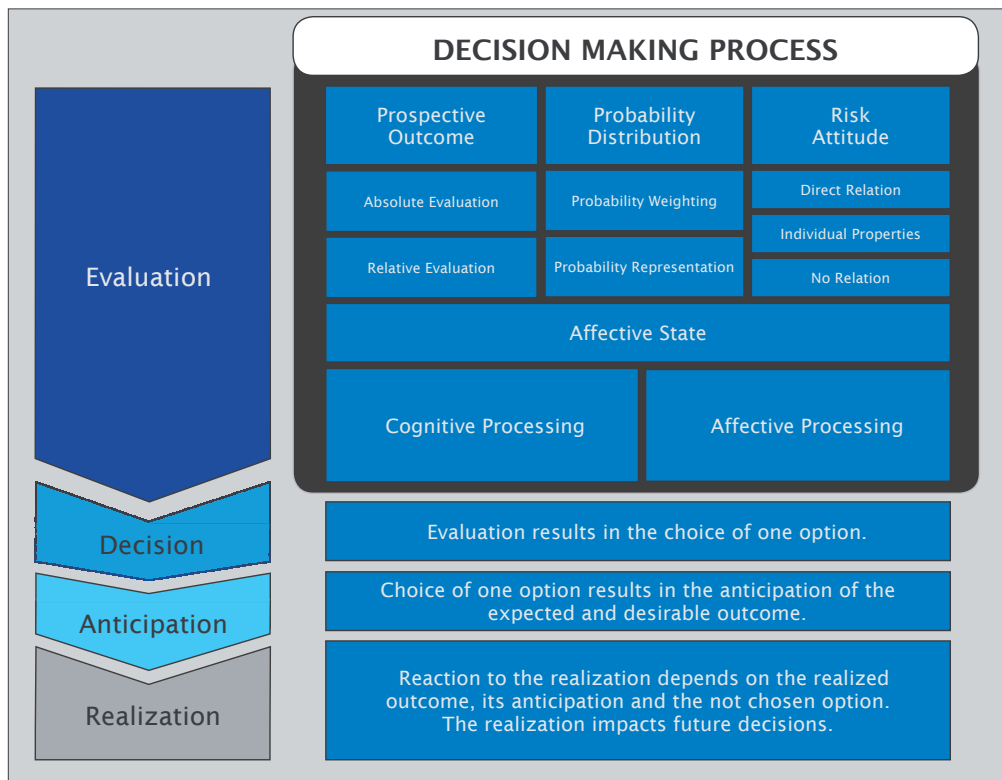 DECISION MAKING PROCESS
Evaluation
Prospective
Outcome
Probability
Distribution
Risk
Attitude
Absolute Evaluation
Relative Evaluation
Probability Weighting
Probability Representation
Direct Relation
Individual Properties
No Relation
Affective State
Cognitive Processing
Affective Processing
Decision
Evaluation results in the choice of one option.
Anticipation
Choice of one option results in the anticipation of the
expected and desirable outcome.
Realization
Reaction to the realization depends on the realized
outcome, its anticipation and the not chosen option.
The realization impacts future decisions.